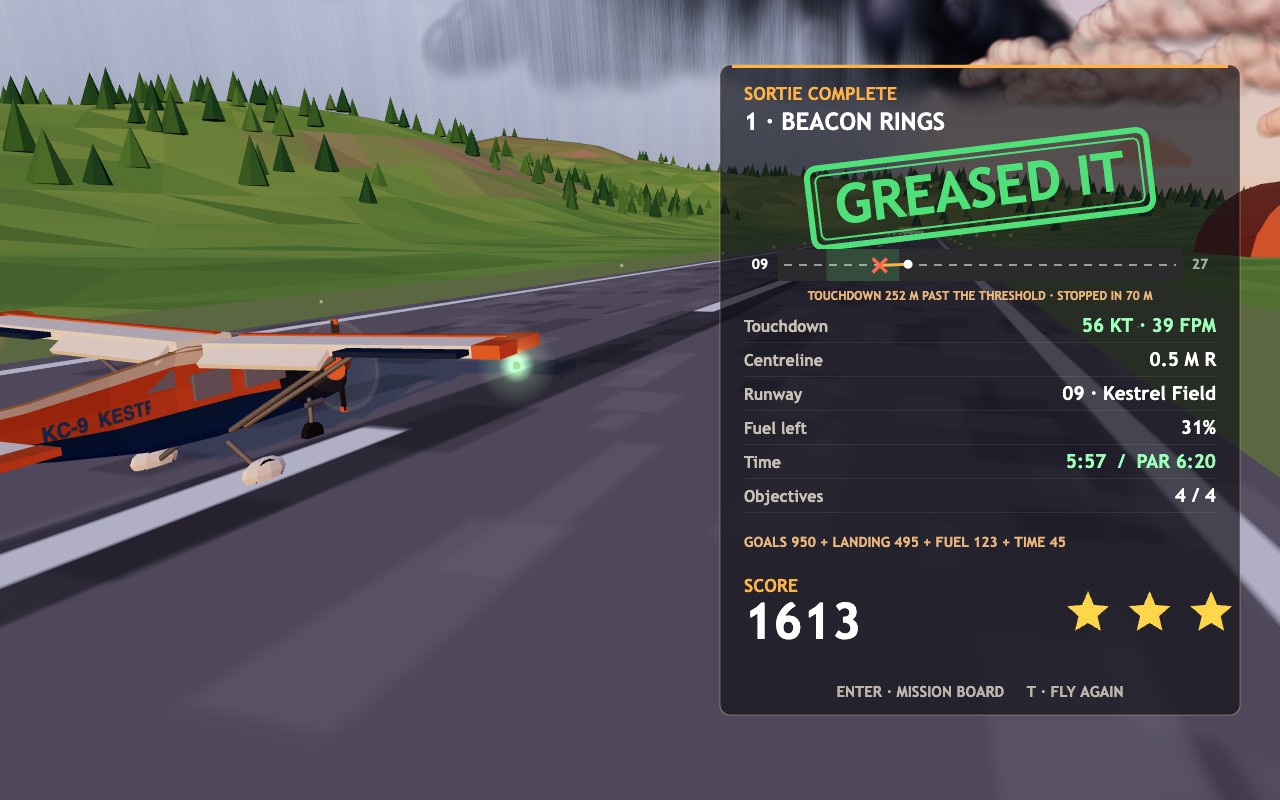 SORTIE COMPLETE
1 · BEACON RINGS
GREASED IT
09 27
TOUCHDOWN 252 M PAST THE THRESHOLD · STOPPED IN 70 M
Touchdown 56 KT · 39 FPM
Centreline 0.5 M R
Runway 09 · Kestrel Field
Fuel left 31%
Time 5:57 / PAR 6:20
Objectives 4 / 4
GOALS 950 + LANDING 495 + FUEL 123 + TIME 45
SCORE
1613
ENTER · MISSION BOARD T · FLY AGAIN
KC-9 KESTR